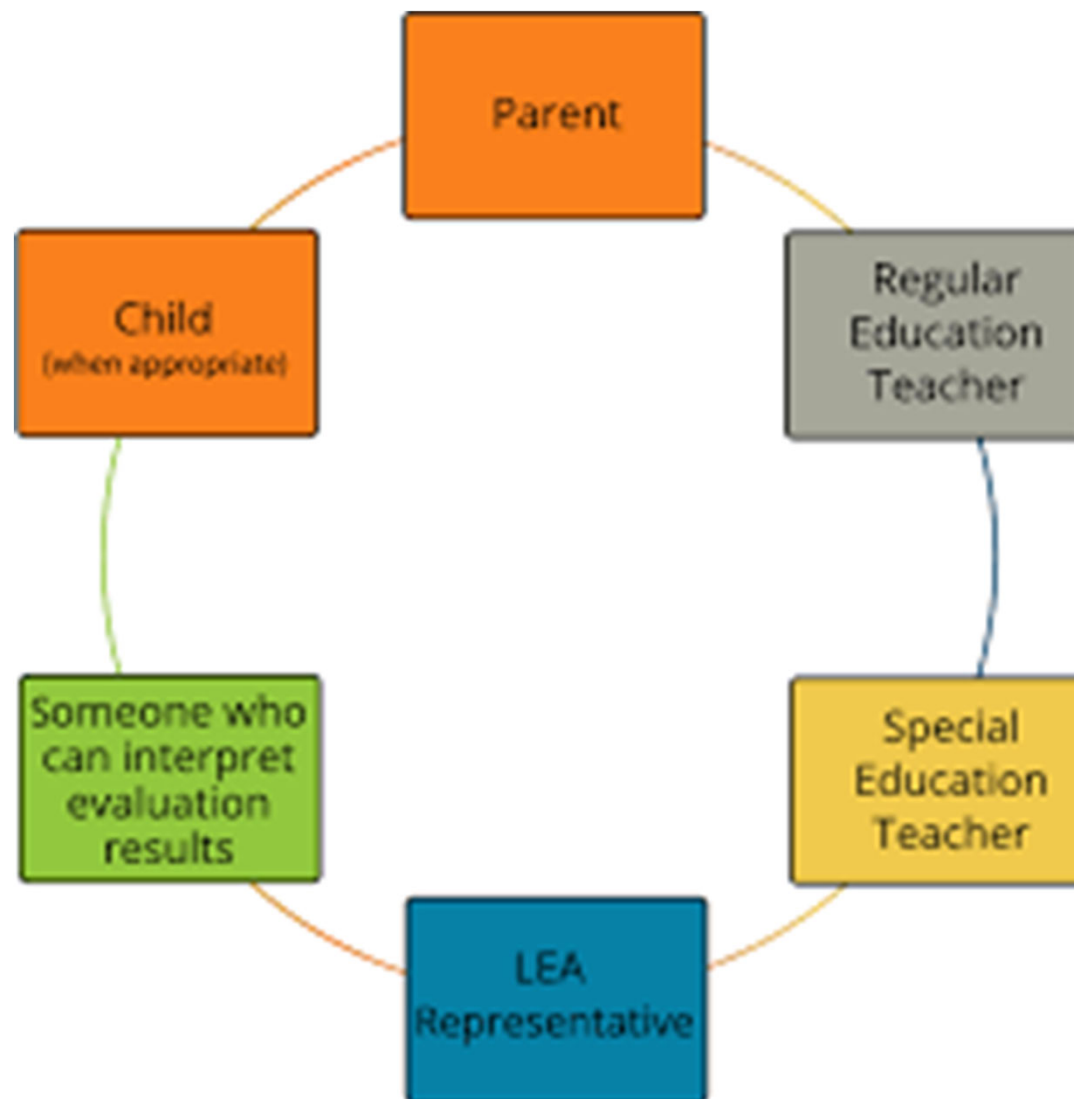 Parent
Child
(when appropriate)
Regular
Education
Teacher
Someone who
can interpret
evaluation
results
Special
Education
Teacher
LEA
Representative